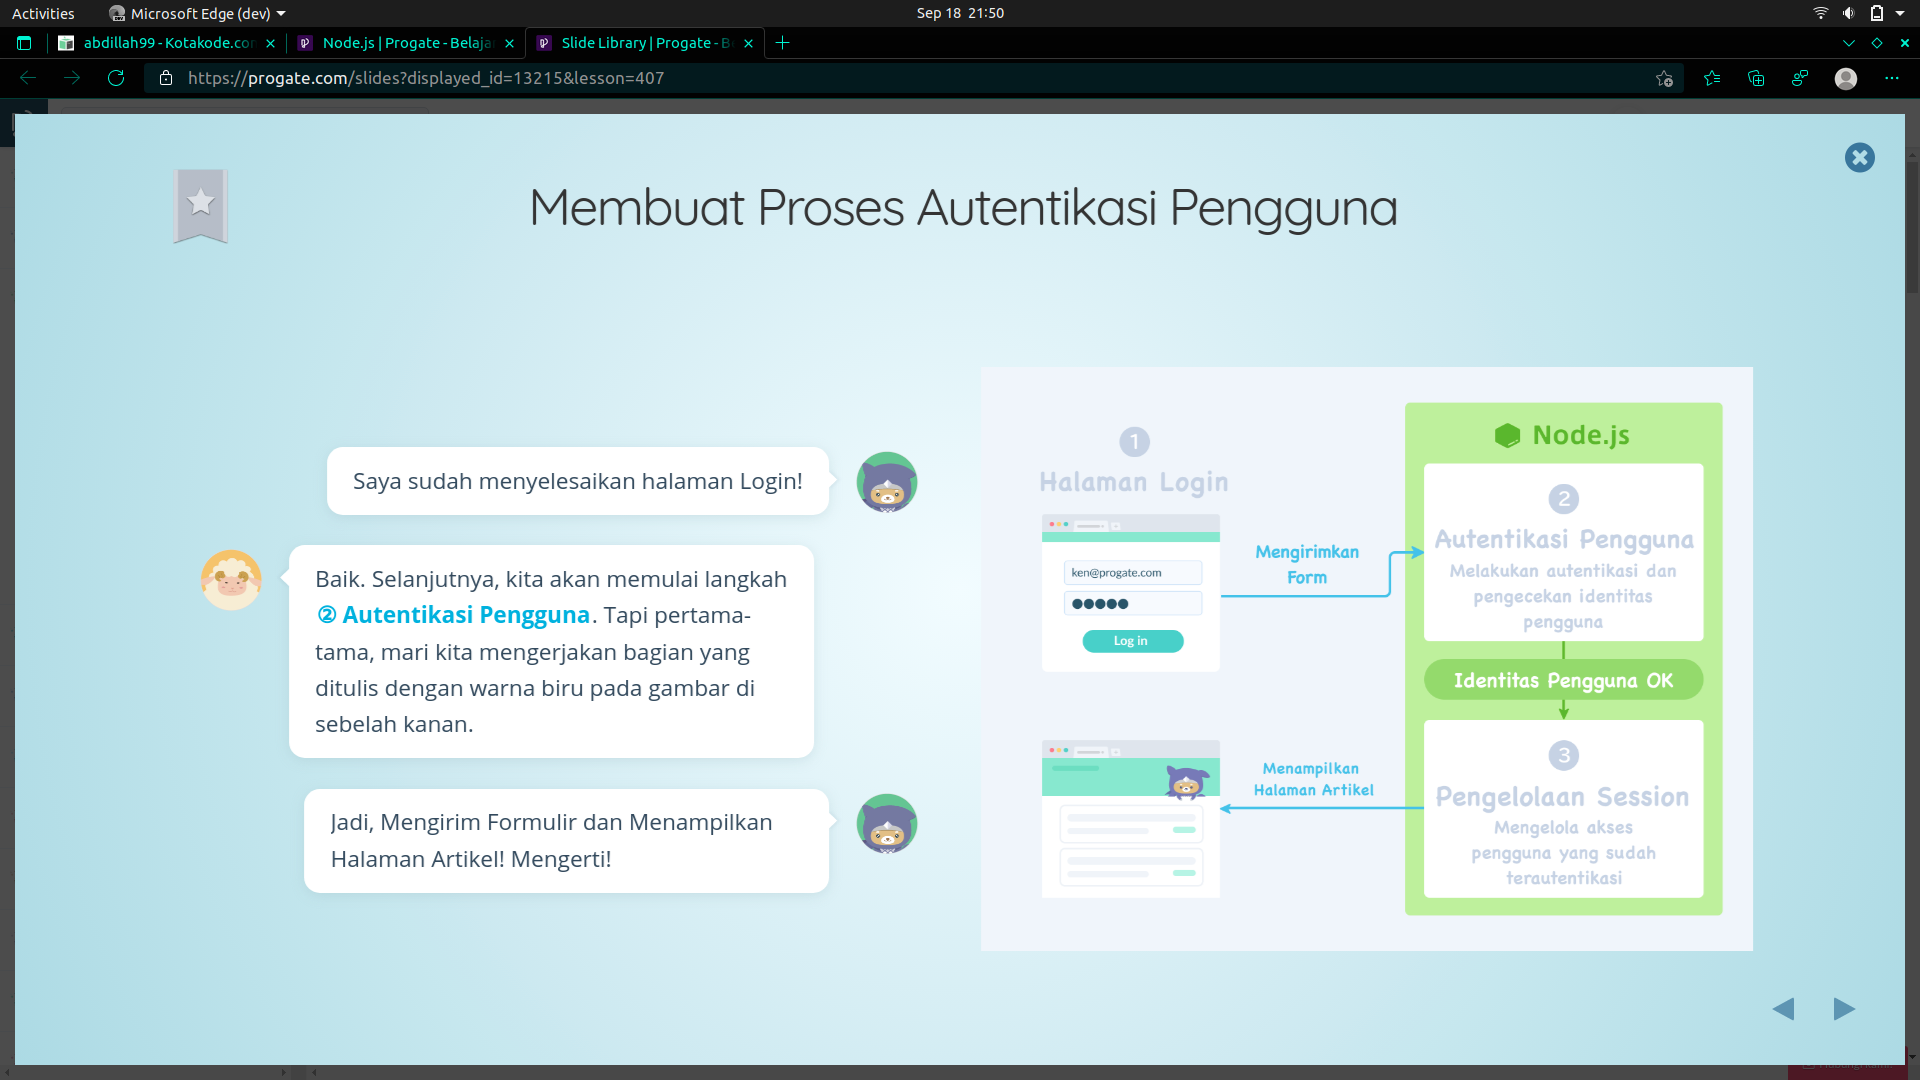 Activities
Microsoft Edge (dev)
Sep 18 21:50
abdillah99 - Kotakode.com
Node.js | Progate - Belaja
Slide Library | Progate - B
https://progate.com/slides?displayed_id=13215&lesson=407
Membuat Proses Autentikasi Pengguna
Saya sudah menyelesaikan halaman Login!
Baik. Selanjutnya, kita akan memulai langkah
② Autentikasi Pengguna. Tapi pertama-
tama, mari kita mengerjakan bagian yang
ditulis dengan warna biru pada gambar di
sebelah kanan.
Jadi, Mengirim Formulir dan Menampilkan
Halaman Artikel! Mengerti!
1
Halaman Login
ken@progate.com
Log in
Mengirimkan
Form
Node.js
2
Autentikasi Pengguna
Melakukan autentikasi dan
pengecekan identitas
pengguna
Identitas Pengguna OK
3
Pengelolaan Session
Mengelola akses
pengguna yang sudah
terautentikasi
Menampilkan
Halaman Artikel